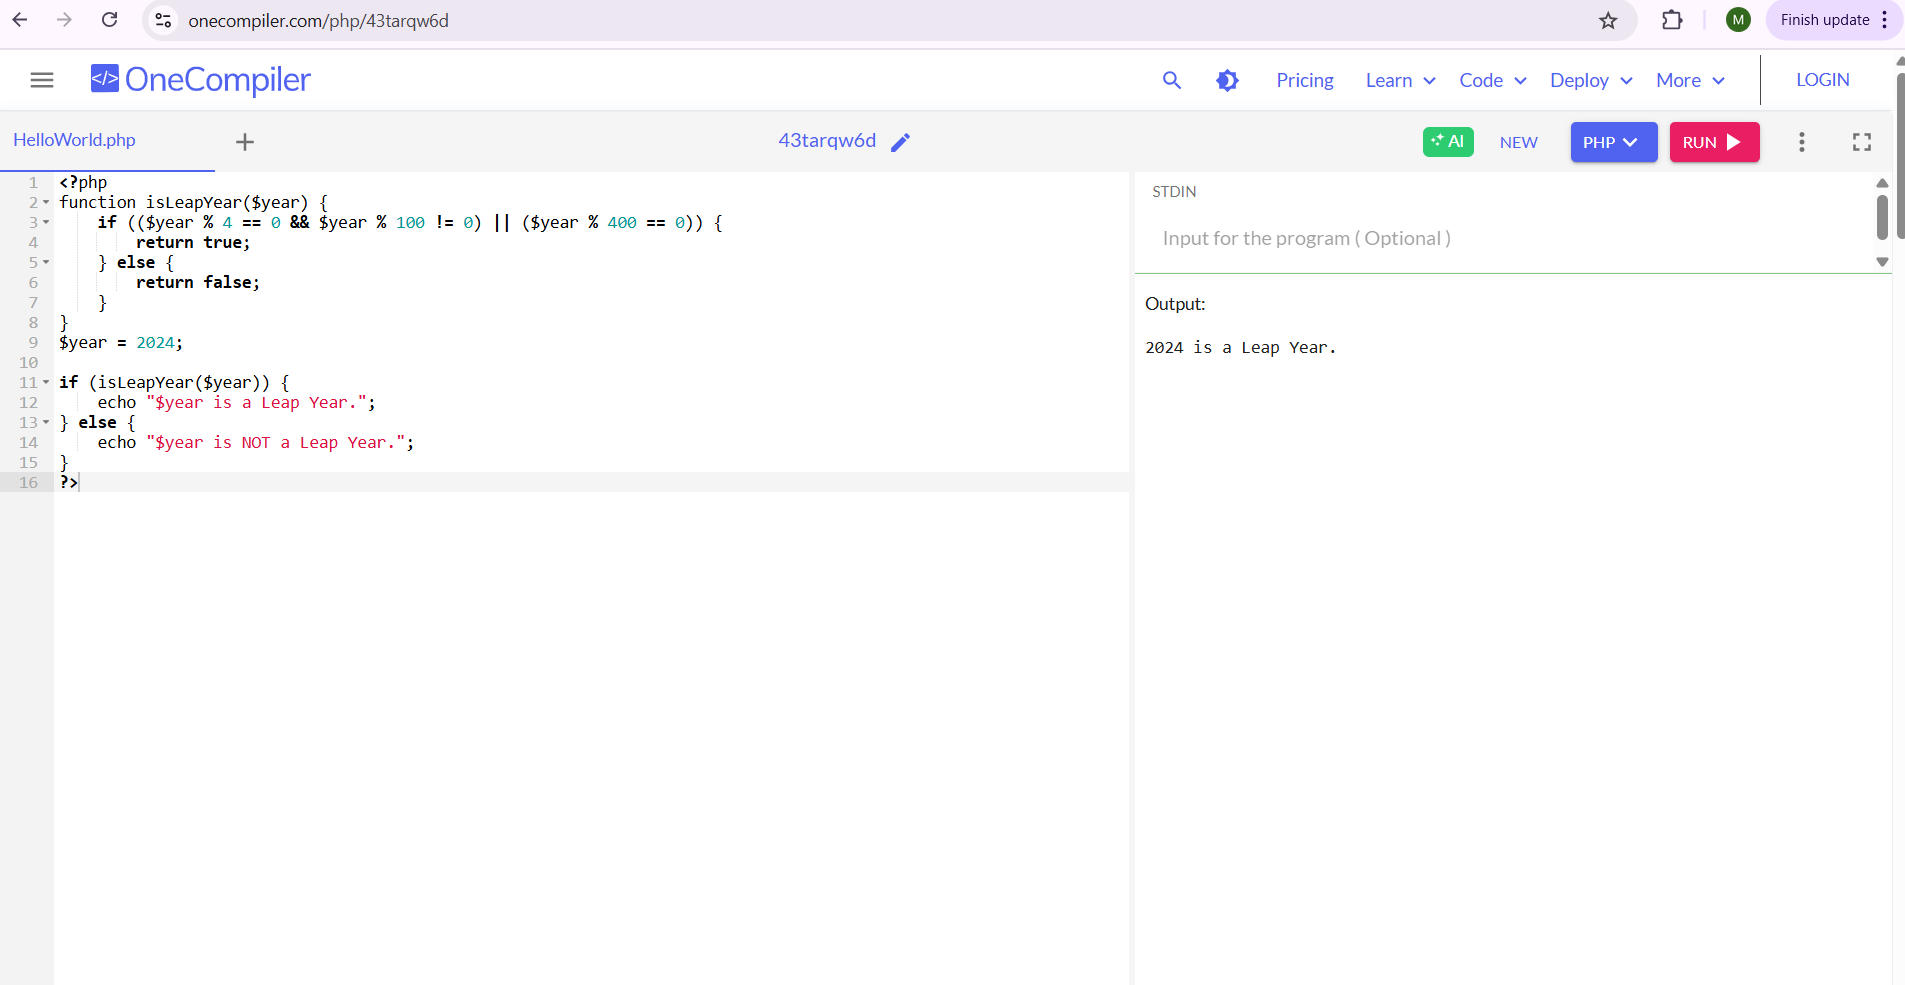 onecompiler.com/php/43tarqw6d
M
Finish update
</> OneCompiler
Pricing
Learn
Code
Deploy
More
LOGIN
HelloWorld.php
+
43tarqw6d
AI
NEW
PHP
RUN
1 <?php
2 function isLeapYear($year) {
3     if (($year % 4 == 0 && $year % 100 != 0) || ($year % 400 == 0)) {
4         return true;
5     } else {
6         return false;
7     }
8 }
9 $year = 2024;
10
11 if (isLeapYear($year)) {
12     echo "$year is a Leap Year.";
13 } else {
14     echo "$year is NOT a Leap Year.";
15 }
16 ?>
STDIN
Input for the program ( Optional )
Output:
2024 is a Leap Year.